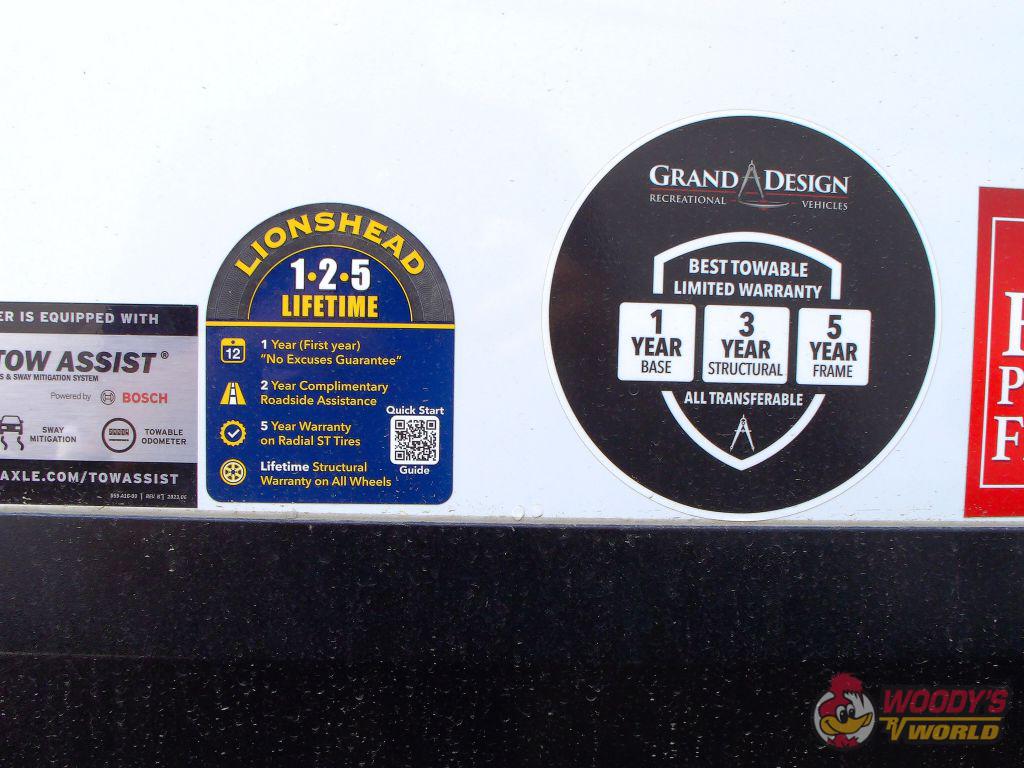 ER IS EQUIPPED WITH
TOW ASSIST®
S & SWAY MITIGATION SYSTEM
Powered by BOSCH
SWAY
MITIGATION
TOWABLE
ODOMETER
AXLE.COM/TOWASSIST
LIONSHEAD
1•2•5
LIFETIME
12
1 Year (First year)
"No Excuses Guarantee"
2 Year Complimentary
Roadside Assistance
5 Year Warranty
on Radial ST Tires
Lifetime Structural
Warranty on All Wheels
Quick Start
Guide
GRAND DESIGN
RECREATIONAL VEHICLES
BEST TOWABLE
LIMITED WARRANTY
1
YEAR
BASE
3
YEAR
STRUCTURAL
5
YEAR
FRAME
ALL TRANSFERABLE
P
F
WOODY'S
RV WORLD